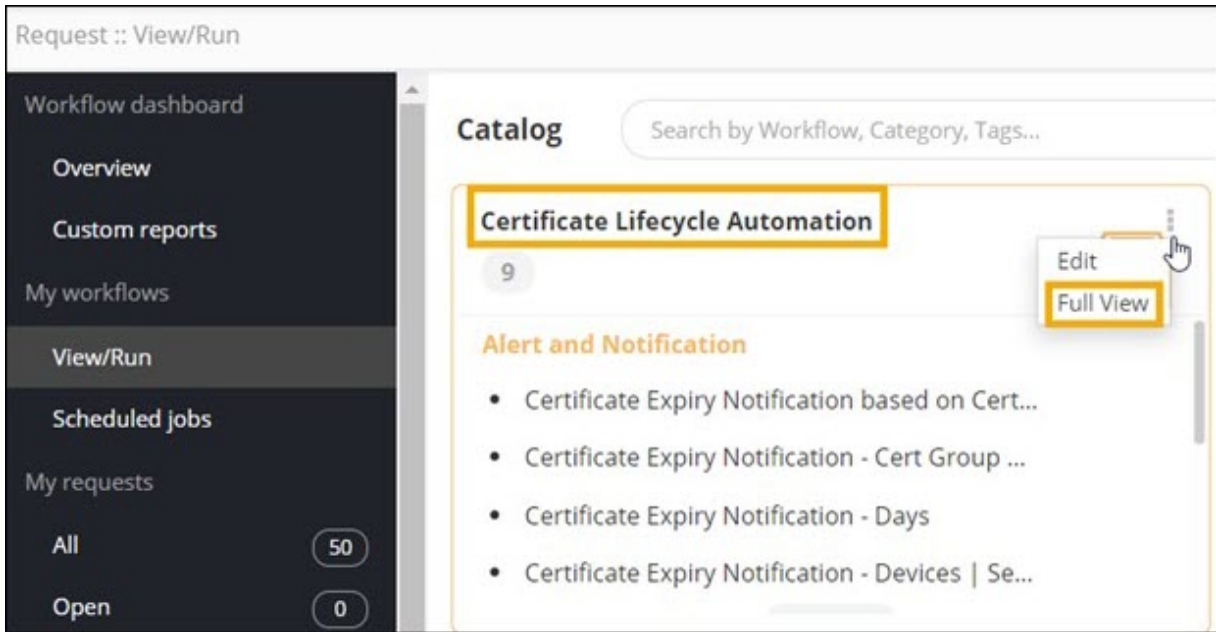 Request :: View/Run
Workflow dashboard
Overview
Custom reports
My workflows
View/Run
Scheduled jobs
My requests
All 50
Open 0
Catalog Search by Workflow, Category, Tags...
Certificate Lifecycle Automation
9
Edit
Full View
Alert and Notification
• Certificate Expiry Notification based on Cert...
• Certificate Expiry Notification - Cert Group ...
• Certificate Expiry Notification - Days
• Certificate Expiry Notification - Devices | Se...